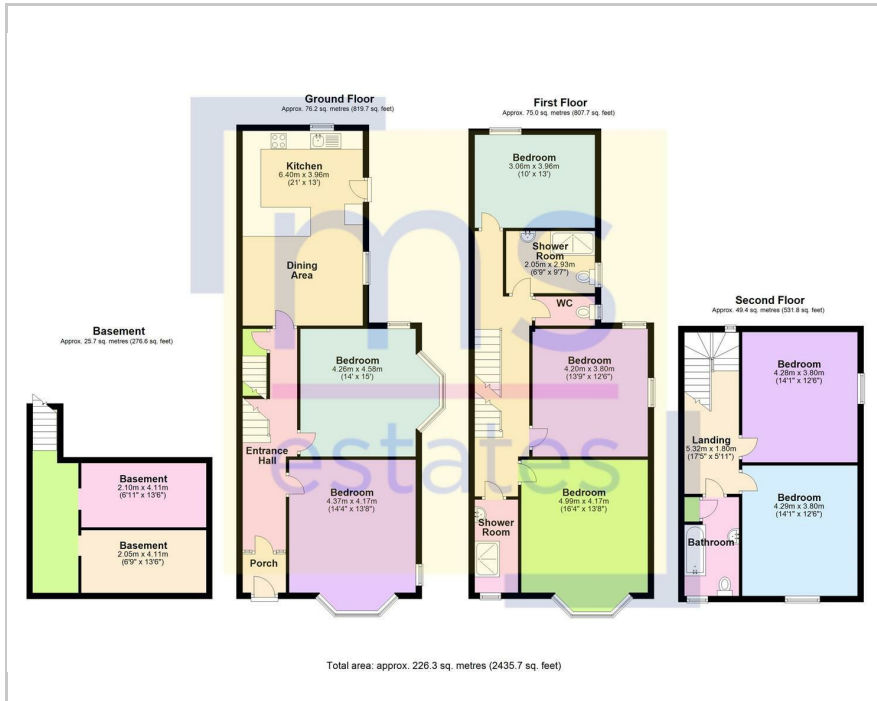 Ground Floor
Approx. 76.2 sq. metres (819.7 sq. feet)
Kitchen
6.40m x 3.96m
(21' x 13')
Dining
Area
Bedroom
4.26m x 4.58m
(14' x 15')
Entrance
Hall
Bedroom
4.37m x 4.17m
(14'4" x 13'8")
Porch
First Floor
Approx. 75.0 sq. metres (807.7 sq. feet)
Bedroom
3.06m x 3.96m
(10' x 13')
Shower
Room
2.05m x 2.93m
(6'9" x 9'7")
WC
Bedroom
4.20m x 3.80m
(13'9" x 12'6")
Bedroom
4.99m x 4.17m
(16'4" x 13'8")
Shower
Room
Second Floor
Approx. 49.4 sq. metres (531.8 sq. feet)
Bedroom
4.28m x 3.80m
(14'1" x 12'6")
Landing
5.32m x 1.80m
(17'5" x 5'11")
Bedroom
4.29m x 3.80m
(14'1" x 12'6")
Bathroom
Basement
Approx. 25.7 sq. metres (276.6 sq. feet)
Basement
2.10m x 4.11m
(6'11" x 13'6")
Basement
2.05m x 4.11m
(6'9" x 13'6")
ms
estates
Total area: approx. 226.3 sq. metres (2435.7 sq. feet)